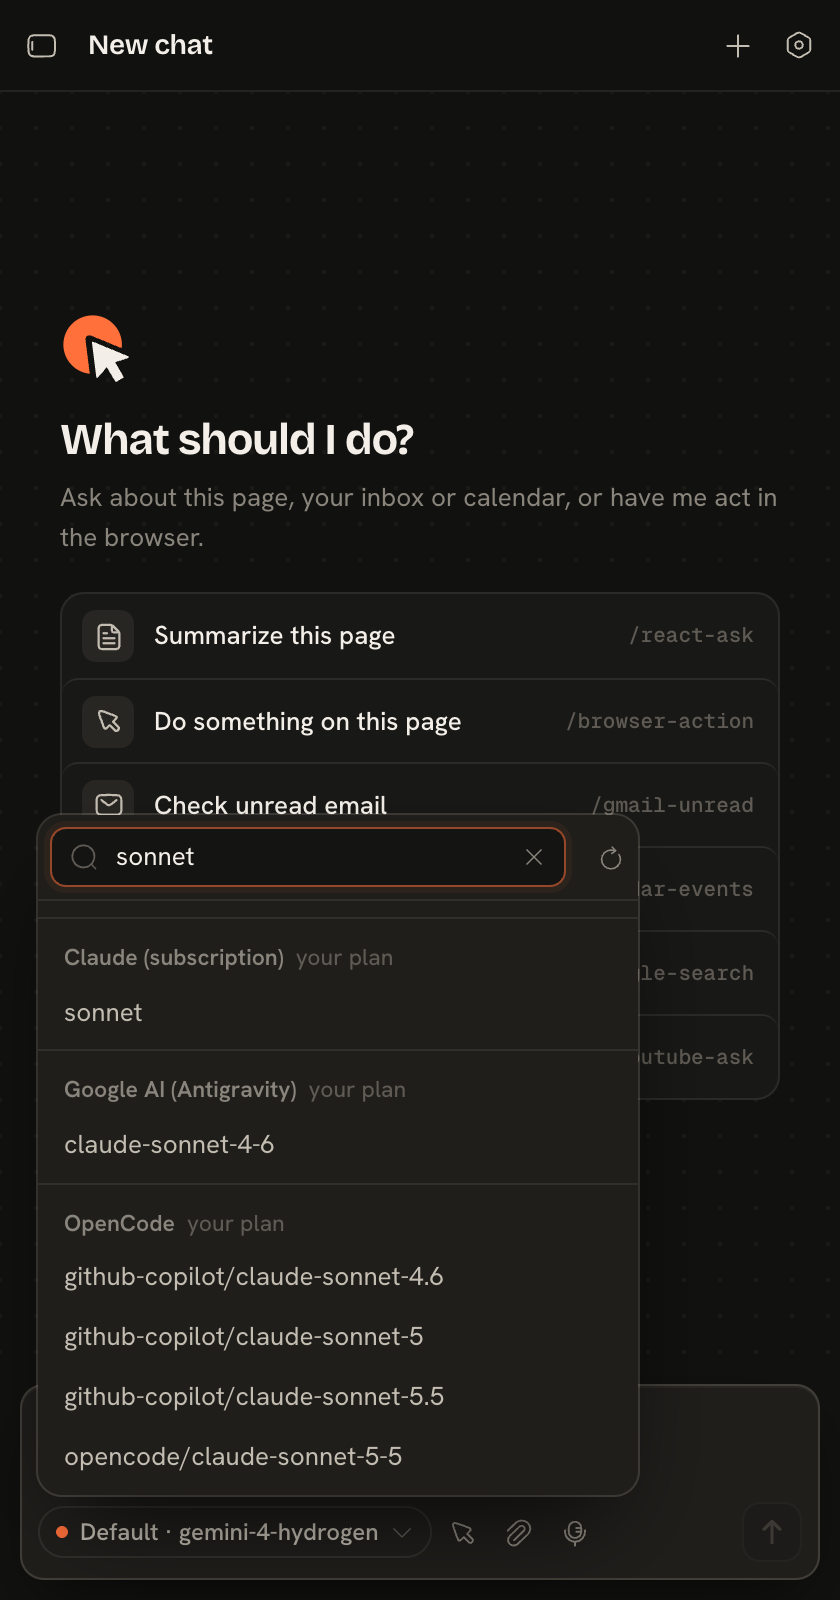 New chat
What should I do?
Ask about this page, your inbox or calendar, or have me act in
the browser.
Summarize this page /react-ask
Do something on this page /browser-action
Check unread email /gmail-unread
sonnet
ar-events
Claude (subscription) your plan
le-search
sonnet
utube-ask
Google AI (Antigravity) your plan
claude-sonnet-4-6
OpenCode your plan
github-copilot/claude-sonnet-4.6
github-copilot/claude-sonnet-5
github-copilot/claude-sonnet-5.5
opencode/claude-sonnet-5-5
Default · gemini-4-hydrogen